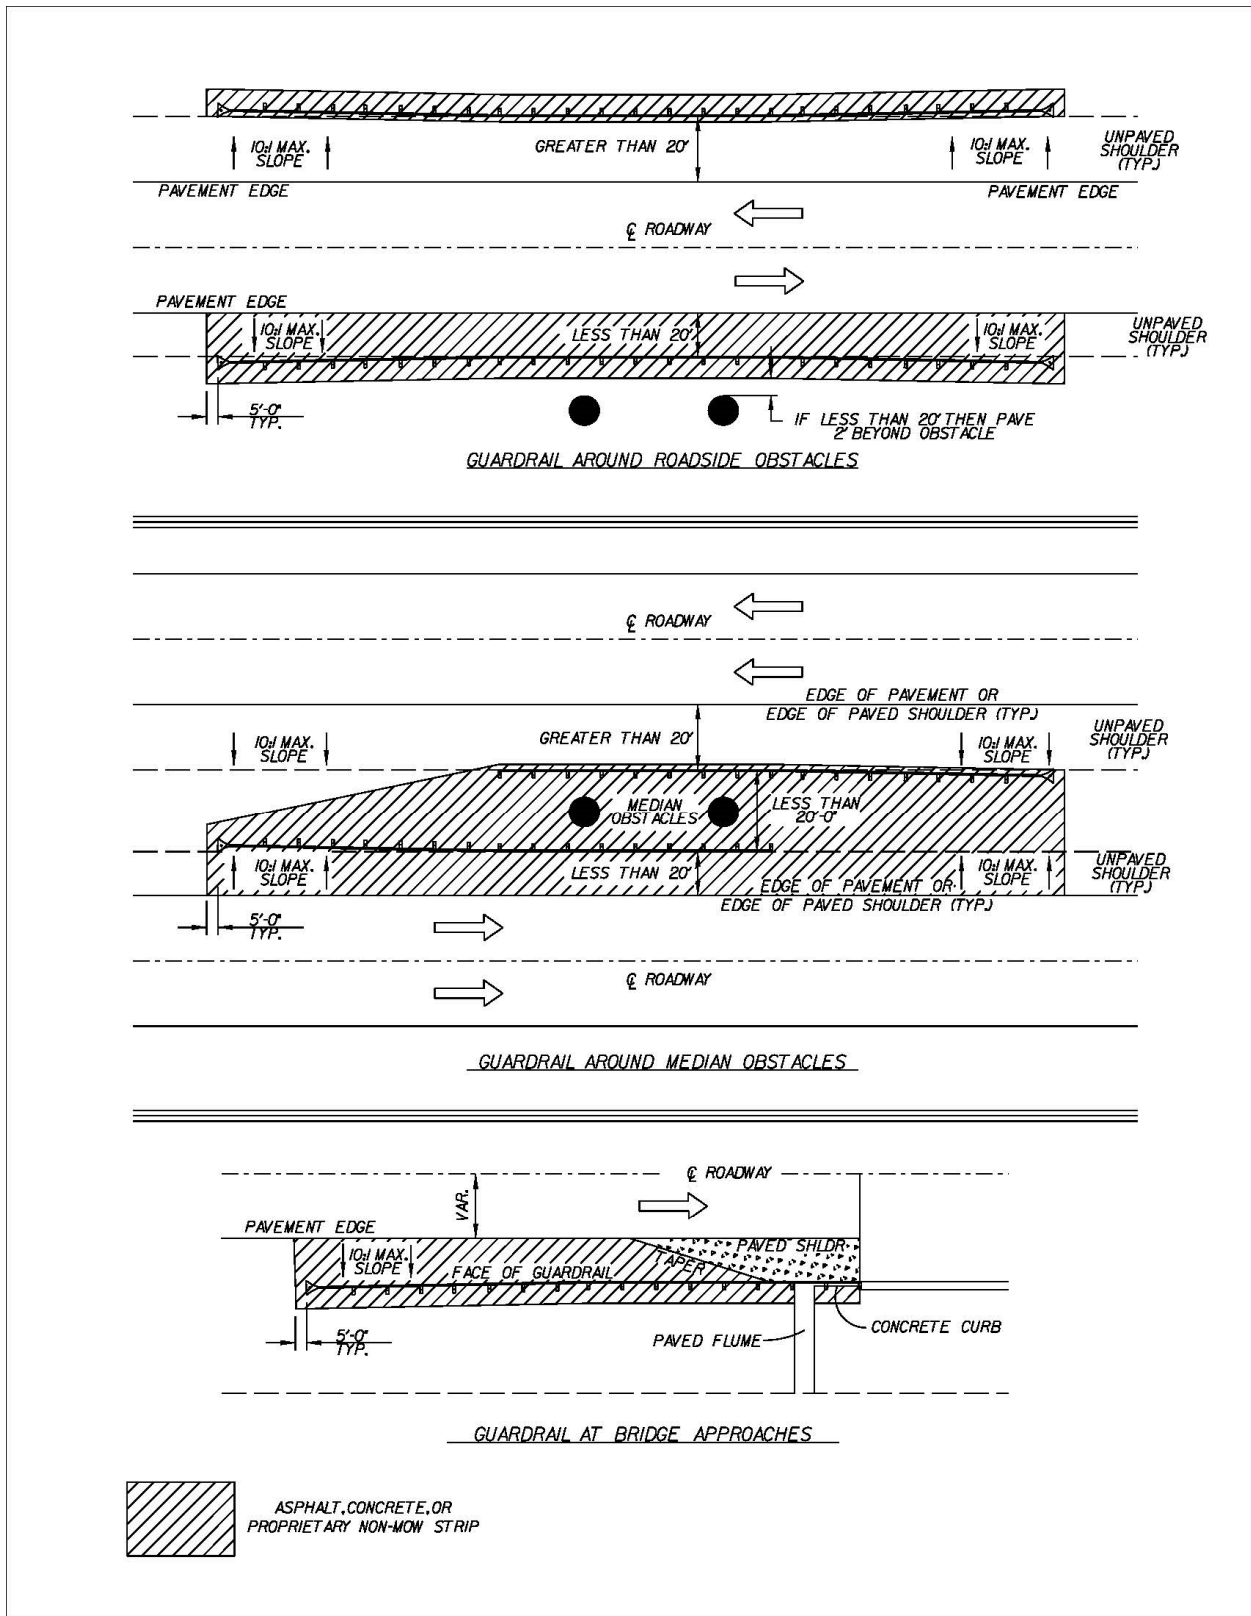 10:1 MAX.
SLOPE
GREATER THAN 20'
10:1 MAX.
SLOPE
UNPAVED
SHOULDER
(TYP.)
PAVEMENT EDGE
PAVEMENT EDGE
℄ ROADWAY
PAVEMENT EDGE
10:1 MAX.
SLOPE
LESS THAN 20'
10:1 MAX.
SLOPE
UNPAVED
SHOULDER
(TYP.)
5'-0"
TYP.
IF LESS THAN 20' THEN PAVE
2' BEYOND OBSTACLE
GUARDRAIL AROUND ROADSIDE OBSTACLES
℄ ROADWAY
EDGE OF PAVEMENT OR
EDGE OF PAVED SHOULDER (TYP.)
10:1 MAX.
SLOPE
GREATER THAN 20'
10:1 MAX.
SLOPE
UNPAVED
SHOULDER
(TYP.)
MEDIAN
OBSTACLES
LESS THAN
20'-0"
10:1 MAX.
SLOPE
LESS THAN 20'
10:1 MAX.
SLOPE
UNPAVED
SHOULDER
(TYP.)
EDGE OF PAVEMENT OR
EDGE OF PAVED SHOULDER (TYP.)
5'-0"
TYP.
℄ ROADWAY
GUARDRAIL AROUND MEDIAN OBSTACLES
℄ ROADWAY
VAR.
PAVEMENT EDGE
10:1 MAX.
SLOPE
FACE OF GUARDRAIL
TAPER
PAVED SHLDR
5'-0"
TYP.
PAVED FLUME
CONCRETE CURB
GUARDRAIL AT BRIDGE APPROACHES
ASPHALT, CONCRETE, OR
PROPRIETARY NON-MOW STRIP